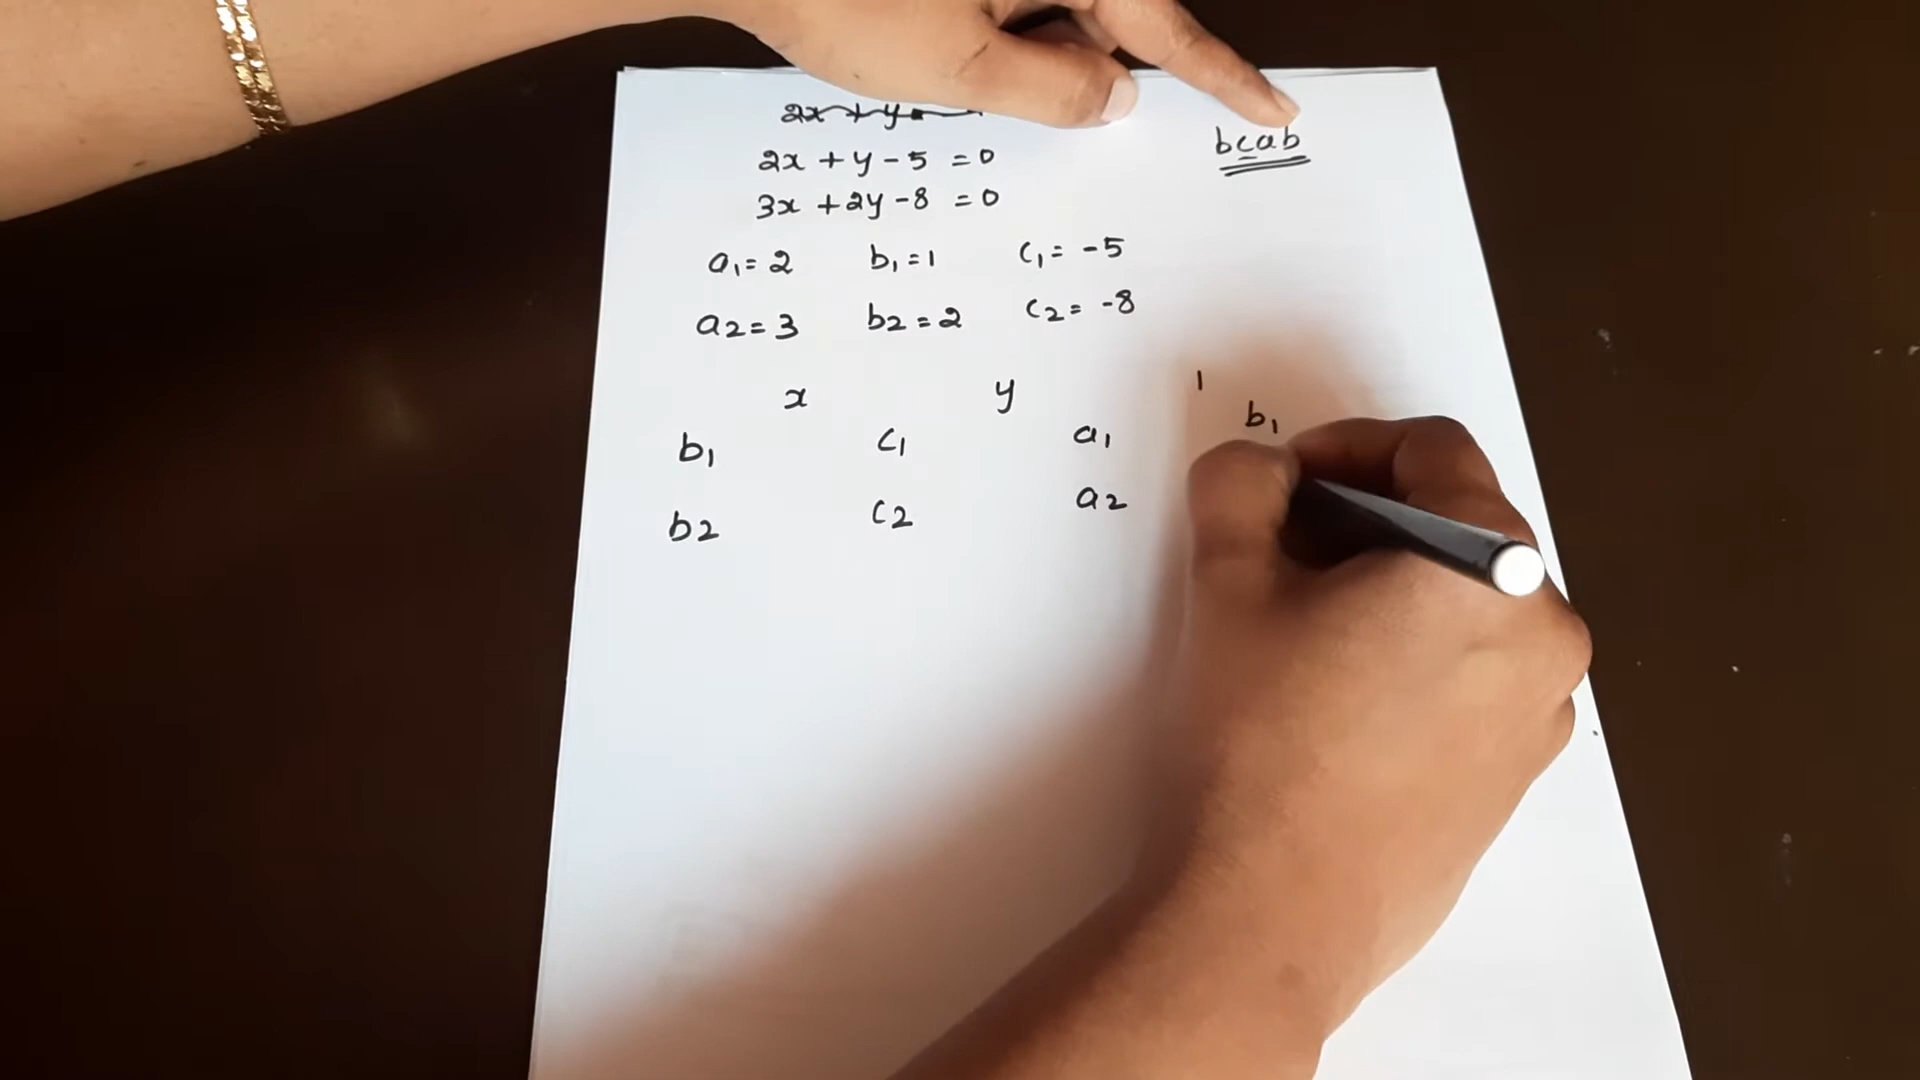 2x + y
2x + y - 5 = 0
3x + 2y - 8 = 0
bcab
a1 = 2 b1 = 1 c1 = -5
a2 = 3 b2 = 2 c2 = -8
x y 1
b1 c1 a1 b1
b2 c2 a2